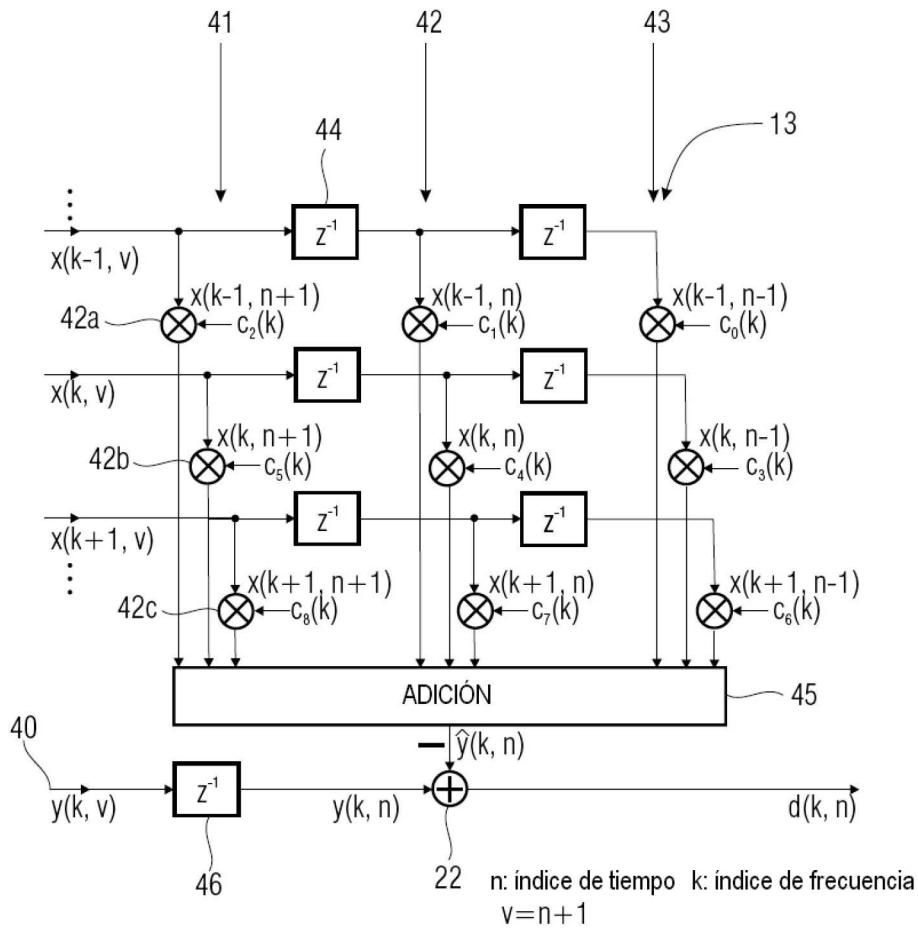 41 42 43
44 13
⋮
z⁻¹ z⁻¹
x(k-1, v)
x(k-1, n+1) x(k-1, n) x(k-1, n-1)
42a c₂(k) c₁(k) c₀(k)
z⁻¹ z⁻¹
x(k, v)
x(k, n+1) x(k, n) x(k, n-1)
42b c₅(k) c₄(k) c₃(k)
z⁻¹ z⁻¹
x(k+1, v)
⋮
x(k+1, n+1) x(k+1, n) x(k+1, n-1)
42c c₈(k) c₇(k) c₆(k)
ADICIÓN 45
40 − ŷ(k, n)
z⁻¹ +
y(k, v) y(k, n) d(k, n)
46 22 n: índice de tiempo k: índice de frecuencia
v=n+1